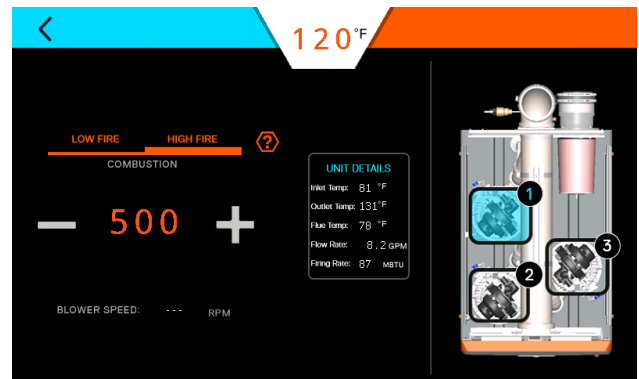 120°F
LOW FIRE HIGH FIRE
COMBUSTION
500
BLOWER SPEED: --- RPM
UNIT DETAILS
Inlet Temp: 81 °F
Outlet Temp: 131°F
Flue Temp: 78 °F
Flow Rate: 8.2 GPM
Firing Rate: 87 MBTU
1
2
3